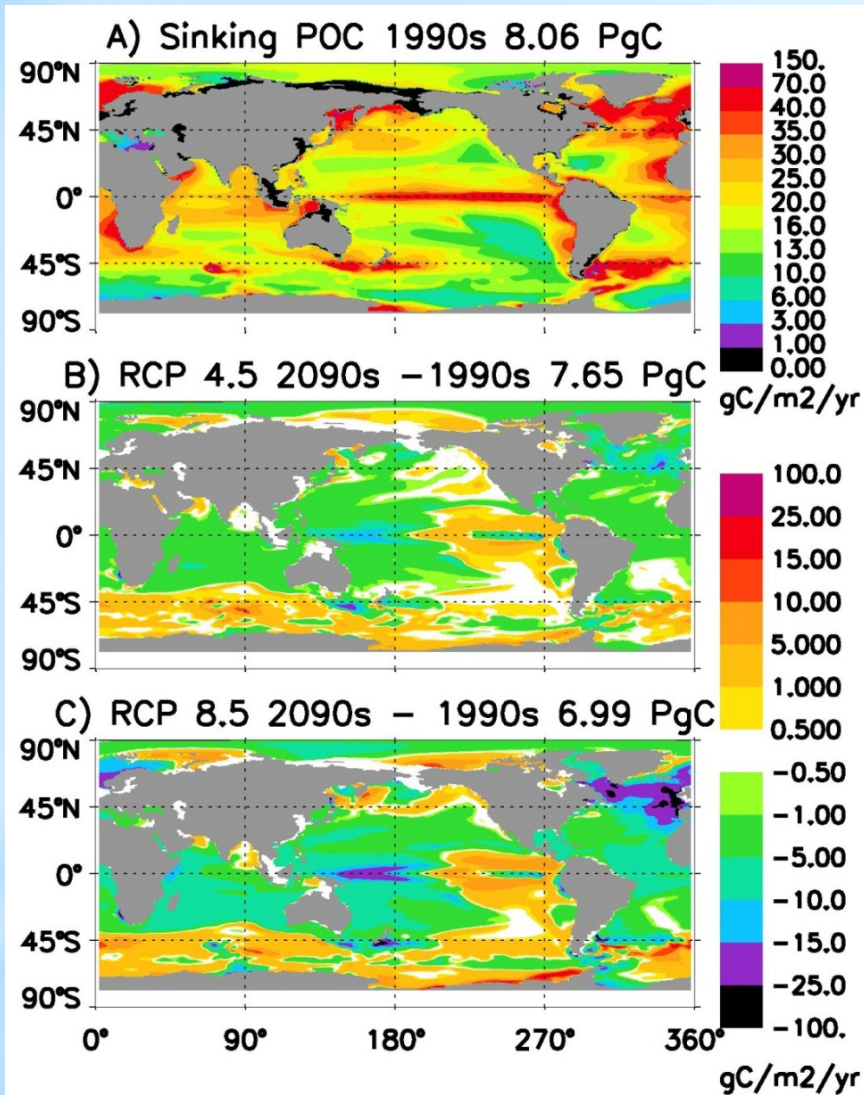 A) Sinking POC 1990s 8.06 PgC
90°N
45°N
0°
45°S
90°S
150.
70.0
40.0
35.0
30.0
25.0
20.0
16.0
13.0
10.0
6.00
3.00
1.00
0.00
gC/m2/yr
B) RCP 4.5 2090s -1990s 7.65 PgC
90°N
45°N
0°
45°S
90°S
100.0
25.00
15.00
10.00
5.000
1.000
0.500
C) RCP 8.5 2090s - 1990s 6.99 PgC
90°N
45°N
0°
45°S
90°S
0°
90°
180°
270°
360°
-0.50
-1.00
-5.00
-10.0
-15.0
-25.0
-100.
gC/m2/yr